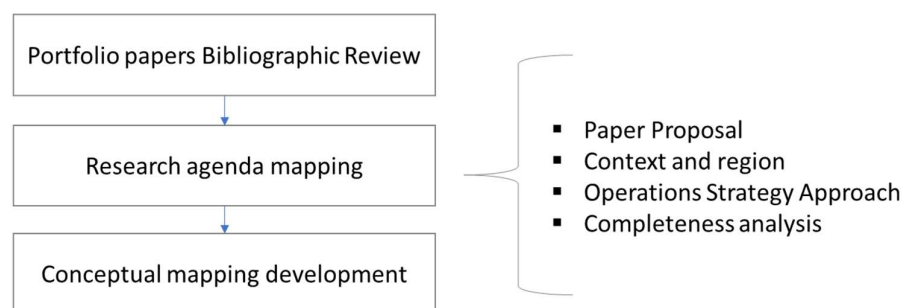 Portfolio papers Bibliographic Review
Research agenda mapping
Conceptual mapping development
▪ Paper Proposal
▪ Context and region
▪ Operations Strategy Approach
▪ Completeness analysis